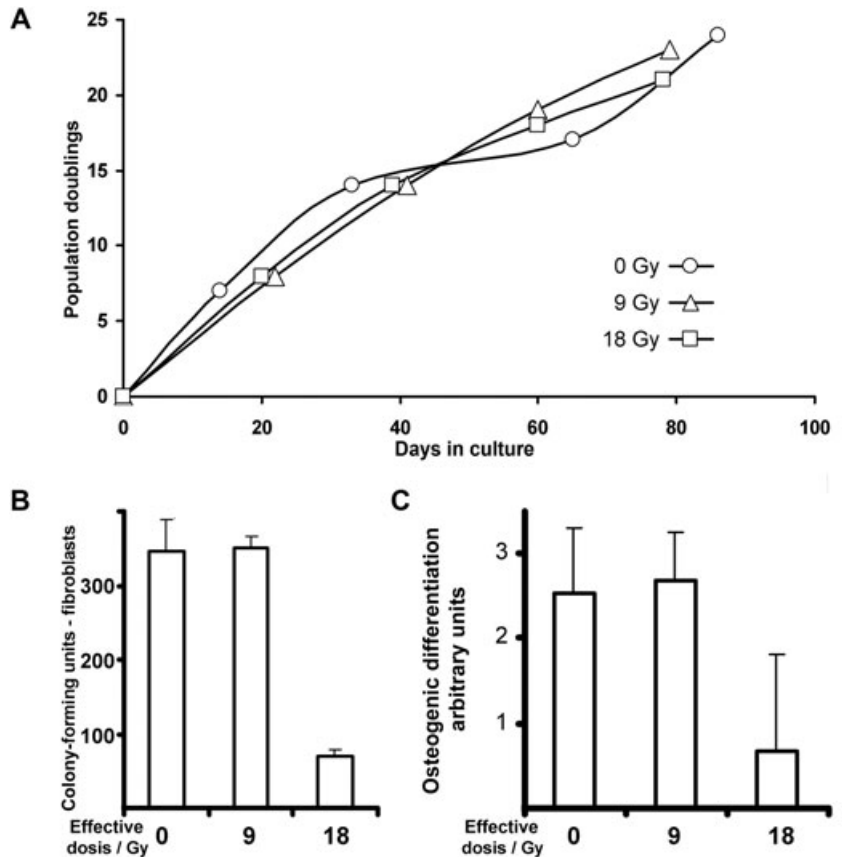 A
Population doublings
25
20
15
10
5
0
0 20 40 60 80 100
Days in culture
0 Gy
9 Gy
18 Gy
B
Colony-forming units - fibroblasts
300
200
100
Effective
dosis / Gy
0 9 18
C
Osteogenic differentiation
arbitrary units
3
2
1
Effective
dosis / Gy
0 9 18